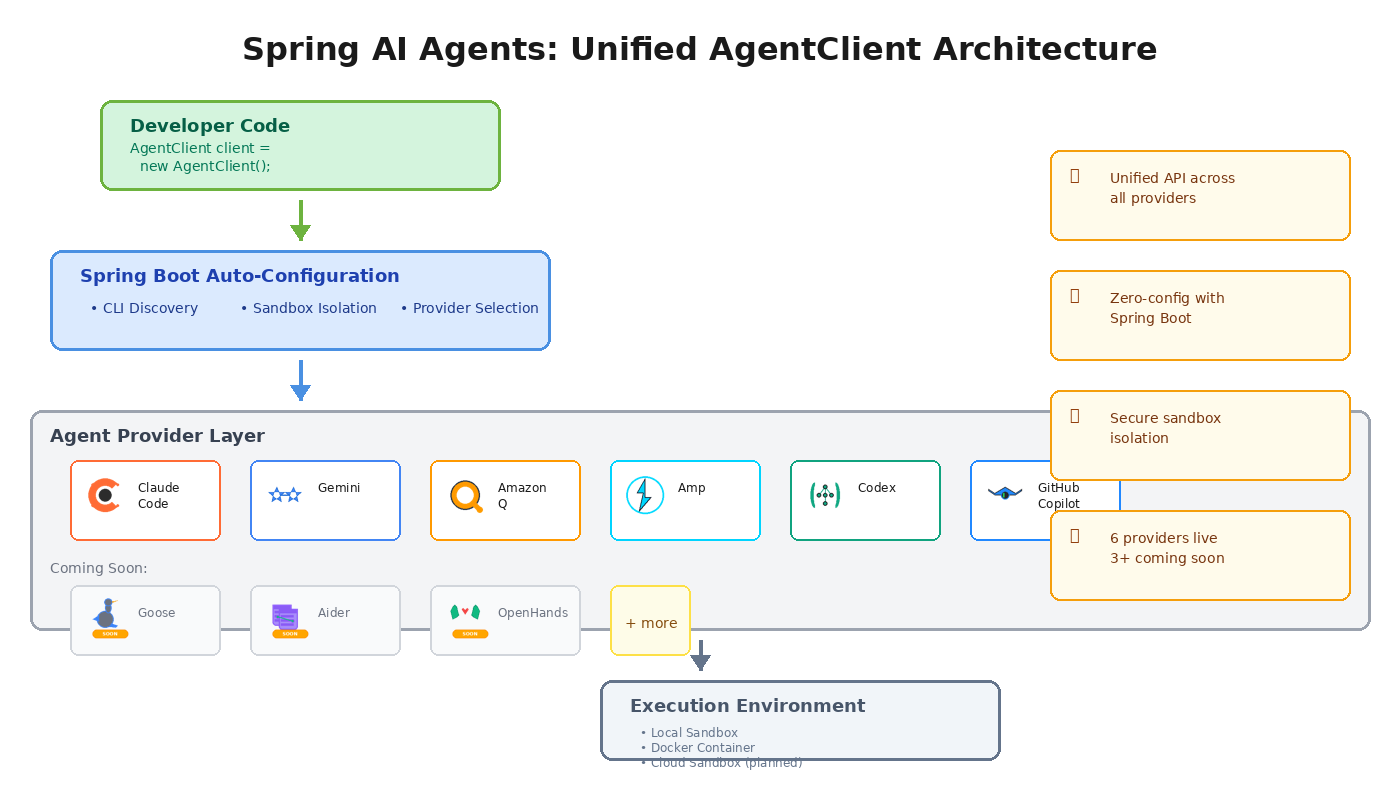 Spring AI Agents: Unified AgentClient Architecture
Developer Code
AgentClient client =
new AgentClient();
Spring Boot Auto-Configuration
• CLI Discovery
• Sandbox Isolation
• Provider Selection
Agent Provider Layer
Claude
Code
Gemini
Amazon
Q
Amp
Codex
GitHub
Copilot
Coming Soon:
Goose
SOON
Aider
SOON
OpenHands
SOON
+ more
Execution Environment
• Local Sandbox
• Docker Container
• Cloud Sandbox (planned)
Unified API across
all providers
Zero-config with
Spring Boot
Secure sandbox
isolation
6 providers live
3+ coming soon